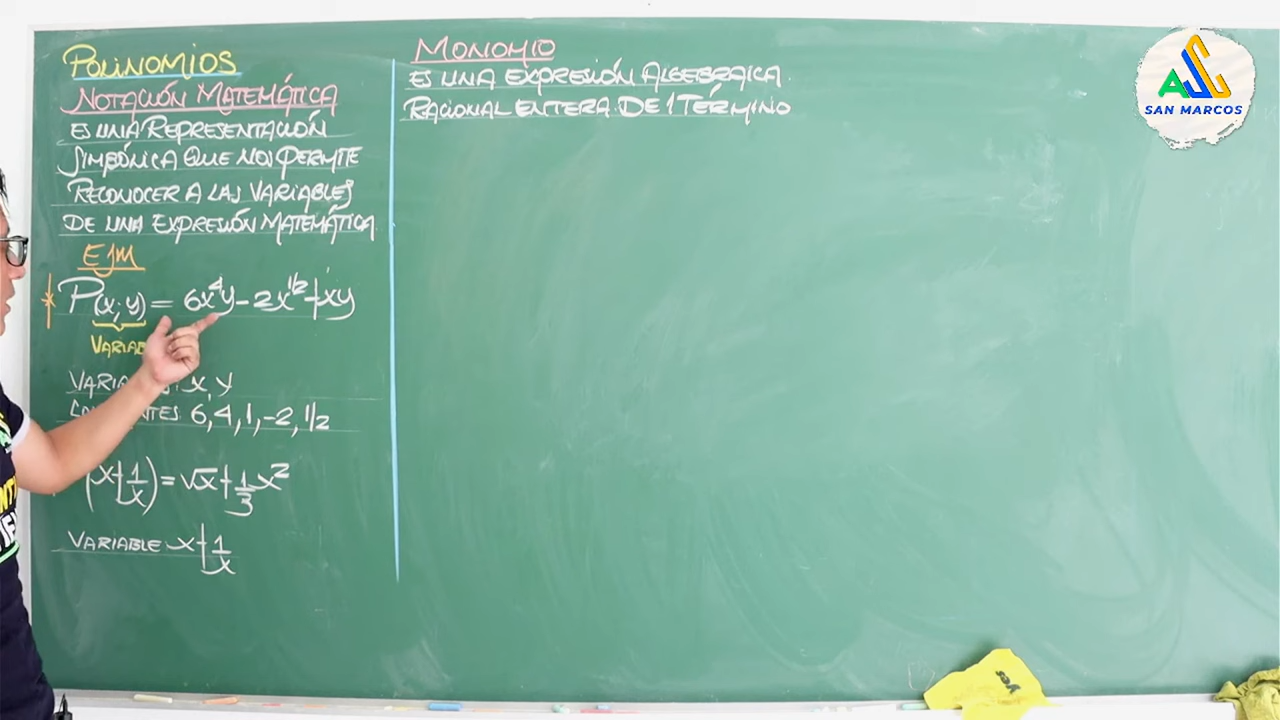 POLINOMIOS
NOTACIÓN MATEMÁTICA
ES UNA REPRESENTACIÓN
SIMBÓLICA QUE NOS PERMITE
RECONOCER A LAS VARIABLES
DE UNA EXPRESIÓN MATEMÁTICA.
EJM
P(x; y) = 6x⁴y - 2x^1/2 + xy
VARIAB
VARIA : x, y
NTES: 6, 4, 1, -2, 1/2
(x + 1/x) = √x + 1/3 x²
VARIABLE: x + 1/x
MONOMIO
ES UNA EXPRESIÓN ALGEBRAICA
RACIONAL ENTERA DE 1 TÉRMINO
SAN MARCOS